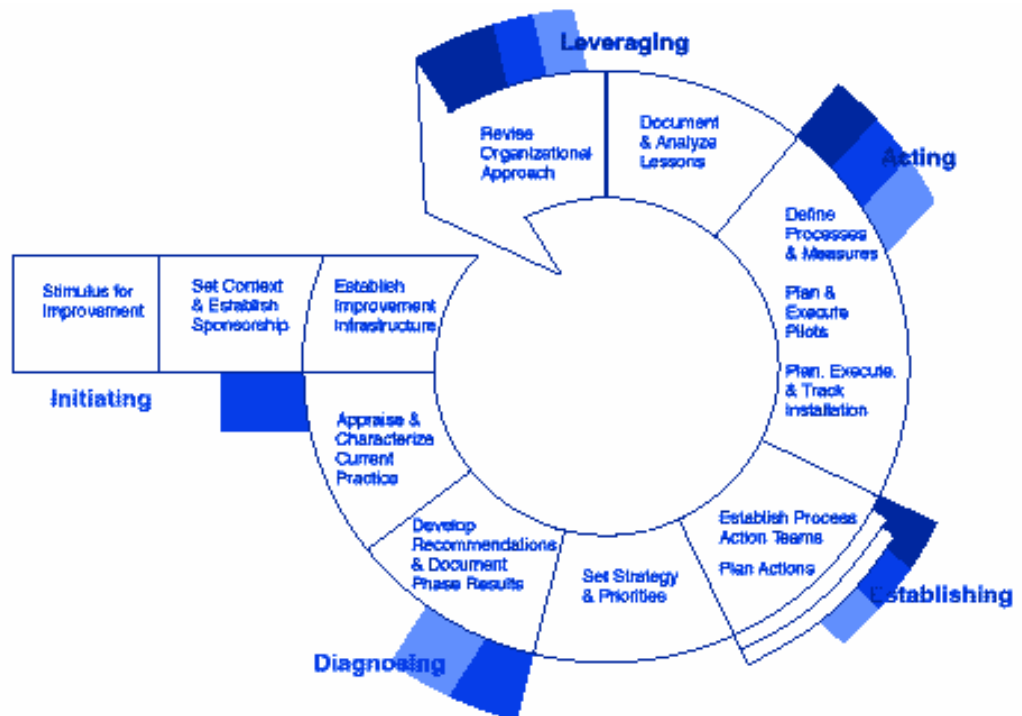 Leveraging
Revise
Organizational
Approach
Document
& Analyze
Lessons
Acting
Define
Processes
& Measures
Plan &
Execute
Pilots
Plan, Execute,
& Track
Installation
Stimulus for
Improvement
Set Context
& Establish
Sponsorship
Establish
Improvement
Infrastructure
Initiating
Appraise &
Characterize
Current
Practice
Develop
Recommendations
& Document
Phase Results
Set Strategy
& Priorities
Establish Process
Action Teams
Plan Actions
Establishing
Diagnosing